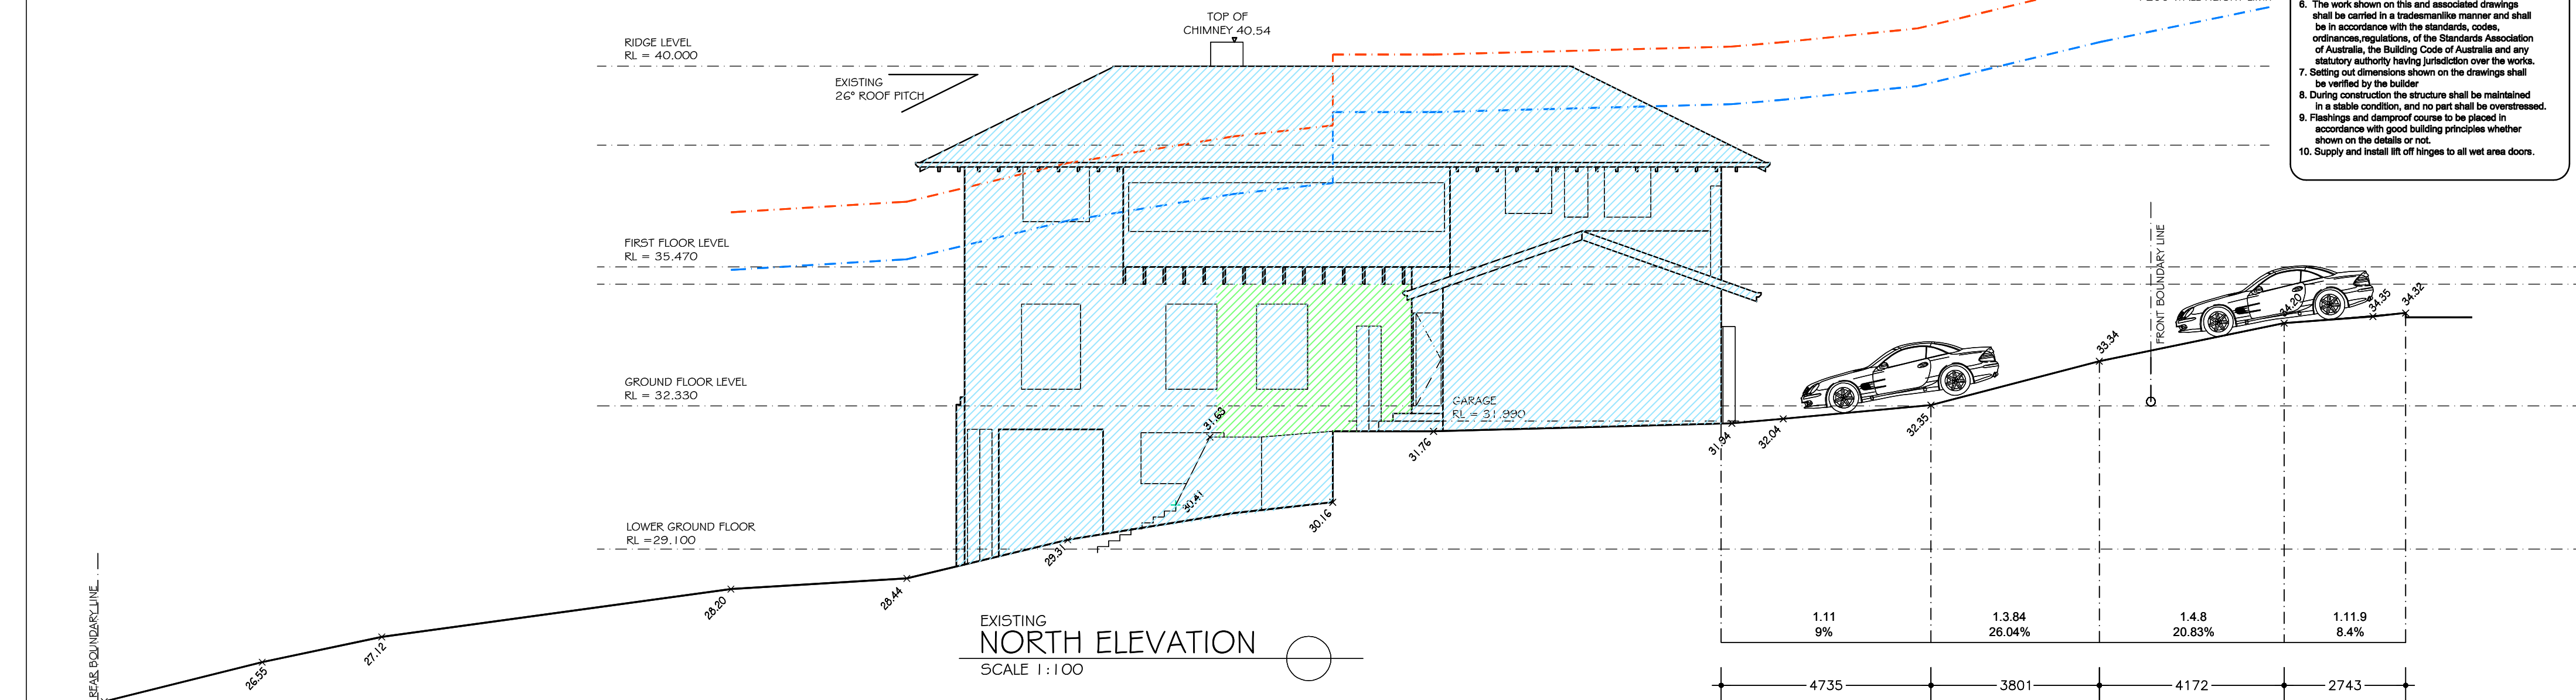 TOP OF
CHIMNEY 40.54
RIDGE LEVEL
RL = 40.000
EXISTING
26° ROOF PITCH
6. The work shown on this and associated drawings
shall be carried in a tradesmanlike manner and shall
be in accordance with the standards, codes,
ordinances,regulations, of the Standards Association
of Australia, the Building Code of Australia and any
statutory authority having jurisdiction over the works.
7. Setting out dimensions shown on the drawings shall
be verified by the builder
8. During construction the structure shall be maintained
in a stable condition, and no part shall be overstressed.
9. Flashings and damproof course to be placed in
accordance with good building principles whether
shown on the details or not.
10. Supply and install lift off hinges to all wet area doors.
FIRST FLOOR LEVEL
RL = 35.470
FRONT BOUNDARY LINE
34.20
34.35
34.32
33.34
GROUND FLOOR LEVEL
RL = 32.330
GARAGE
RL = 31.990
31.63
31.76
31.94
32.04
32.35
30.41
30.16
LOWER GROUND FLOOR
RL =29.100
29.31
28.44
28.20
27.12
26.55
REAR BOUNDARY LINE
EXISTING
NORTH ELEVATION
SCALE 1:100
1.11
9%
1.3.84
26.04%
1.4.8
20.83%
1.11.9
8.4%
4735
3801
4172
2743